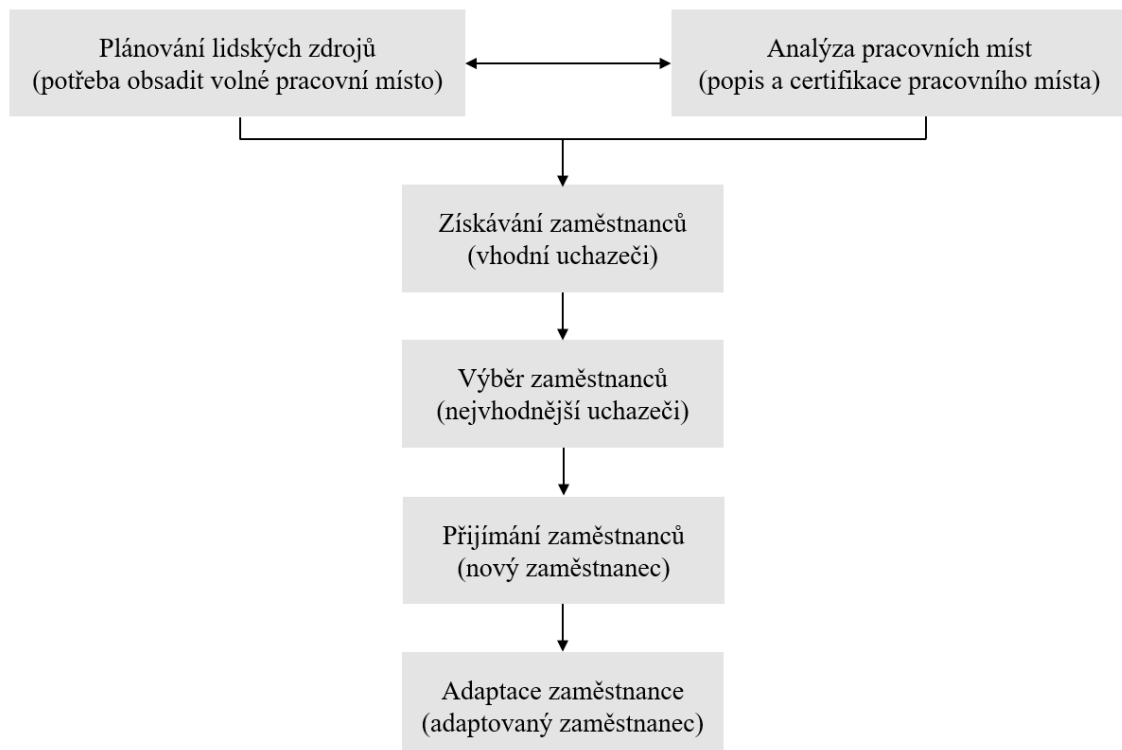 Plánování lidských zdrojů
(potřeba obsadit volné pracovní místo)
Analýza pracovních míst
(popis a certifikace pracovního místa)
Získávání zaměstnanců
(vhodní uchazeči)
Výběr zaměstnanců
(nejvhodnější uchazeči)
Přijímání zaměstnanců
(nový zaměstnanec)
Adaptace zaměstnance
(adaptovaný zaměstnanec)